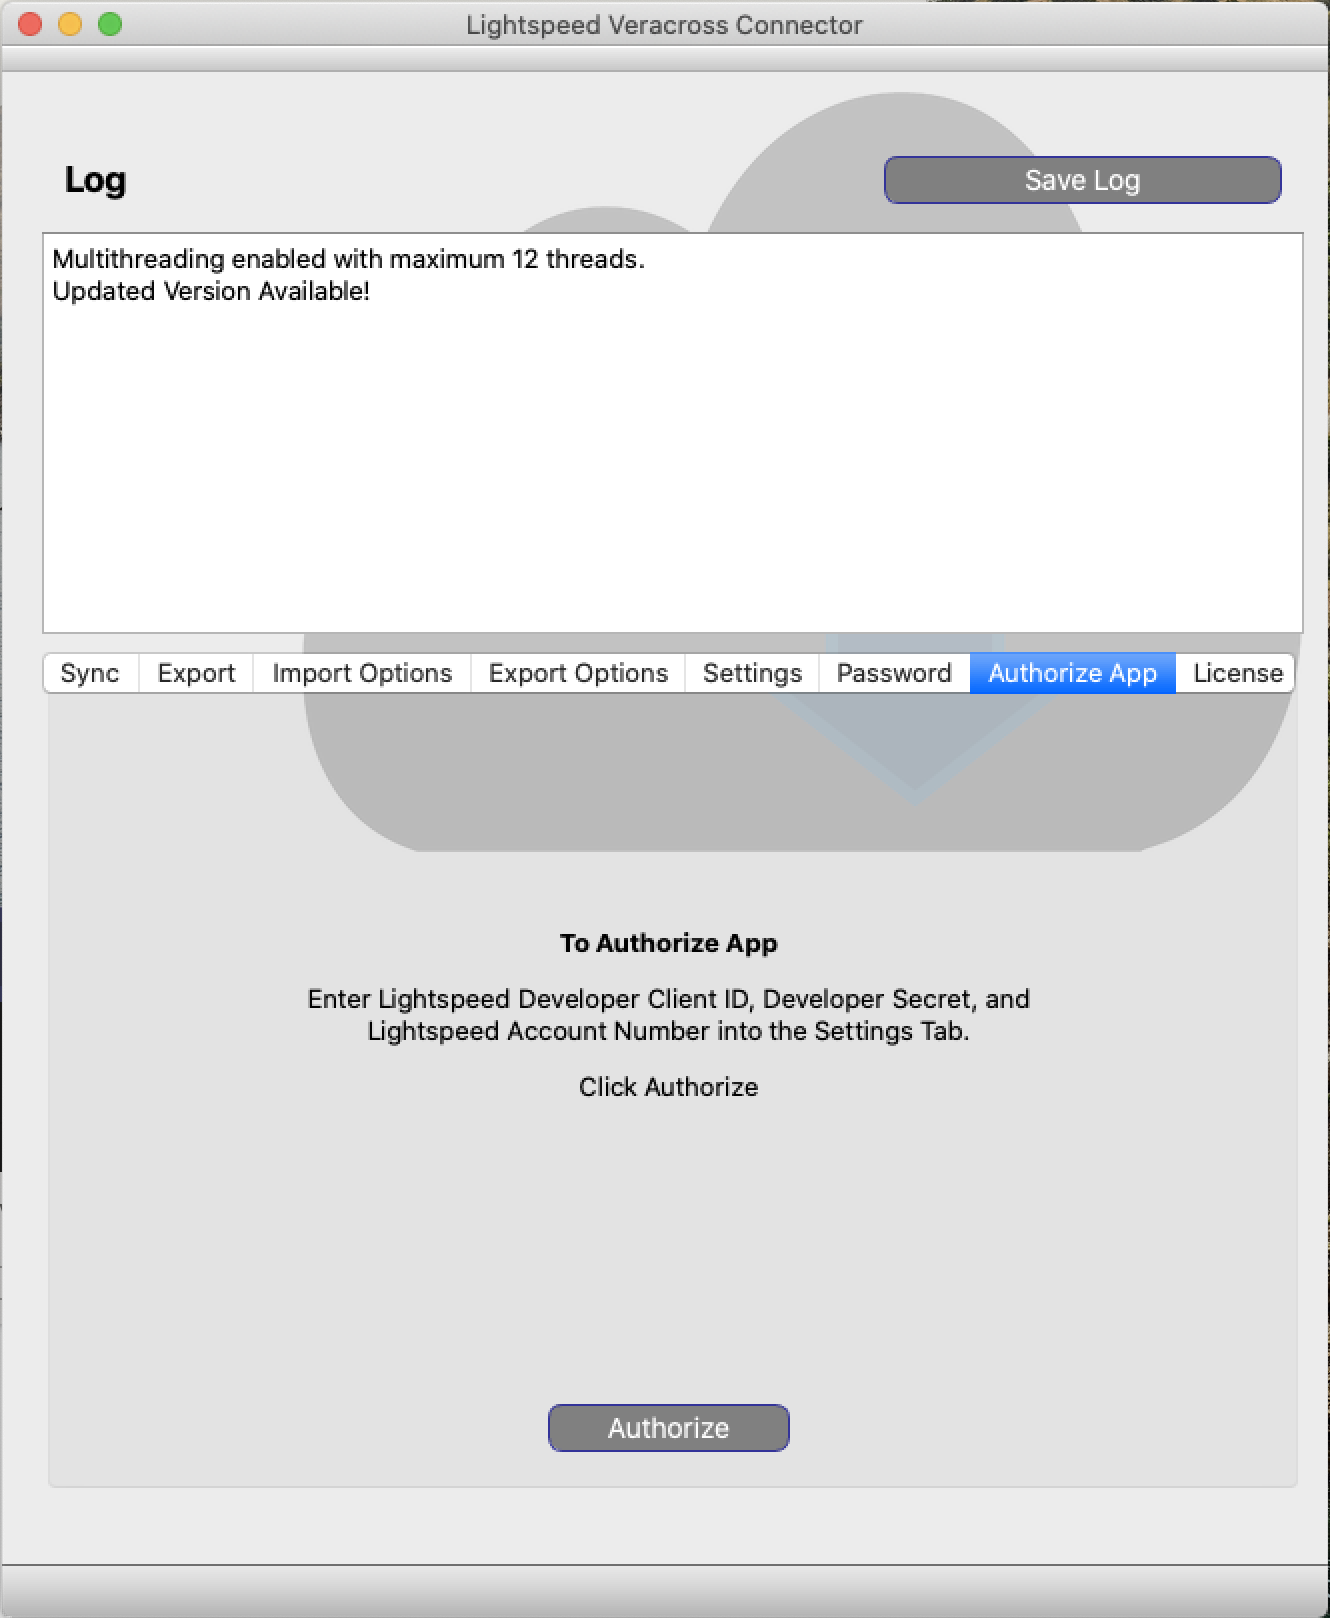 Lightspeed Veracross Connector
Log
Save Log
Multithreading enabled with maximum 12 threads.
Updated Version Available!
Sync Export Import Options Export Options Settings Password Authorize App License
To Authorize App
Enter Lightspeed Developer Client ID, Developer Secret, and
Lightspeed Account Number into the Settings Tab.
Click Authorize
Authorize